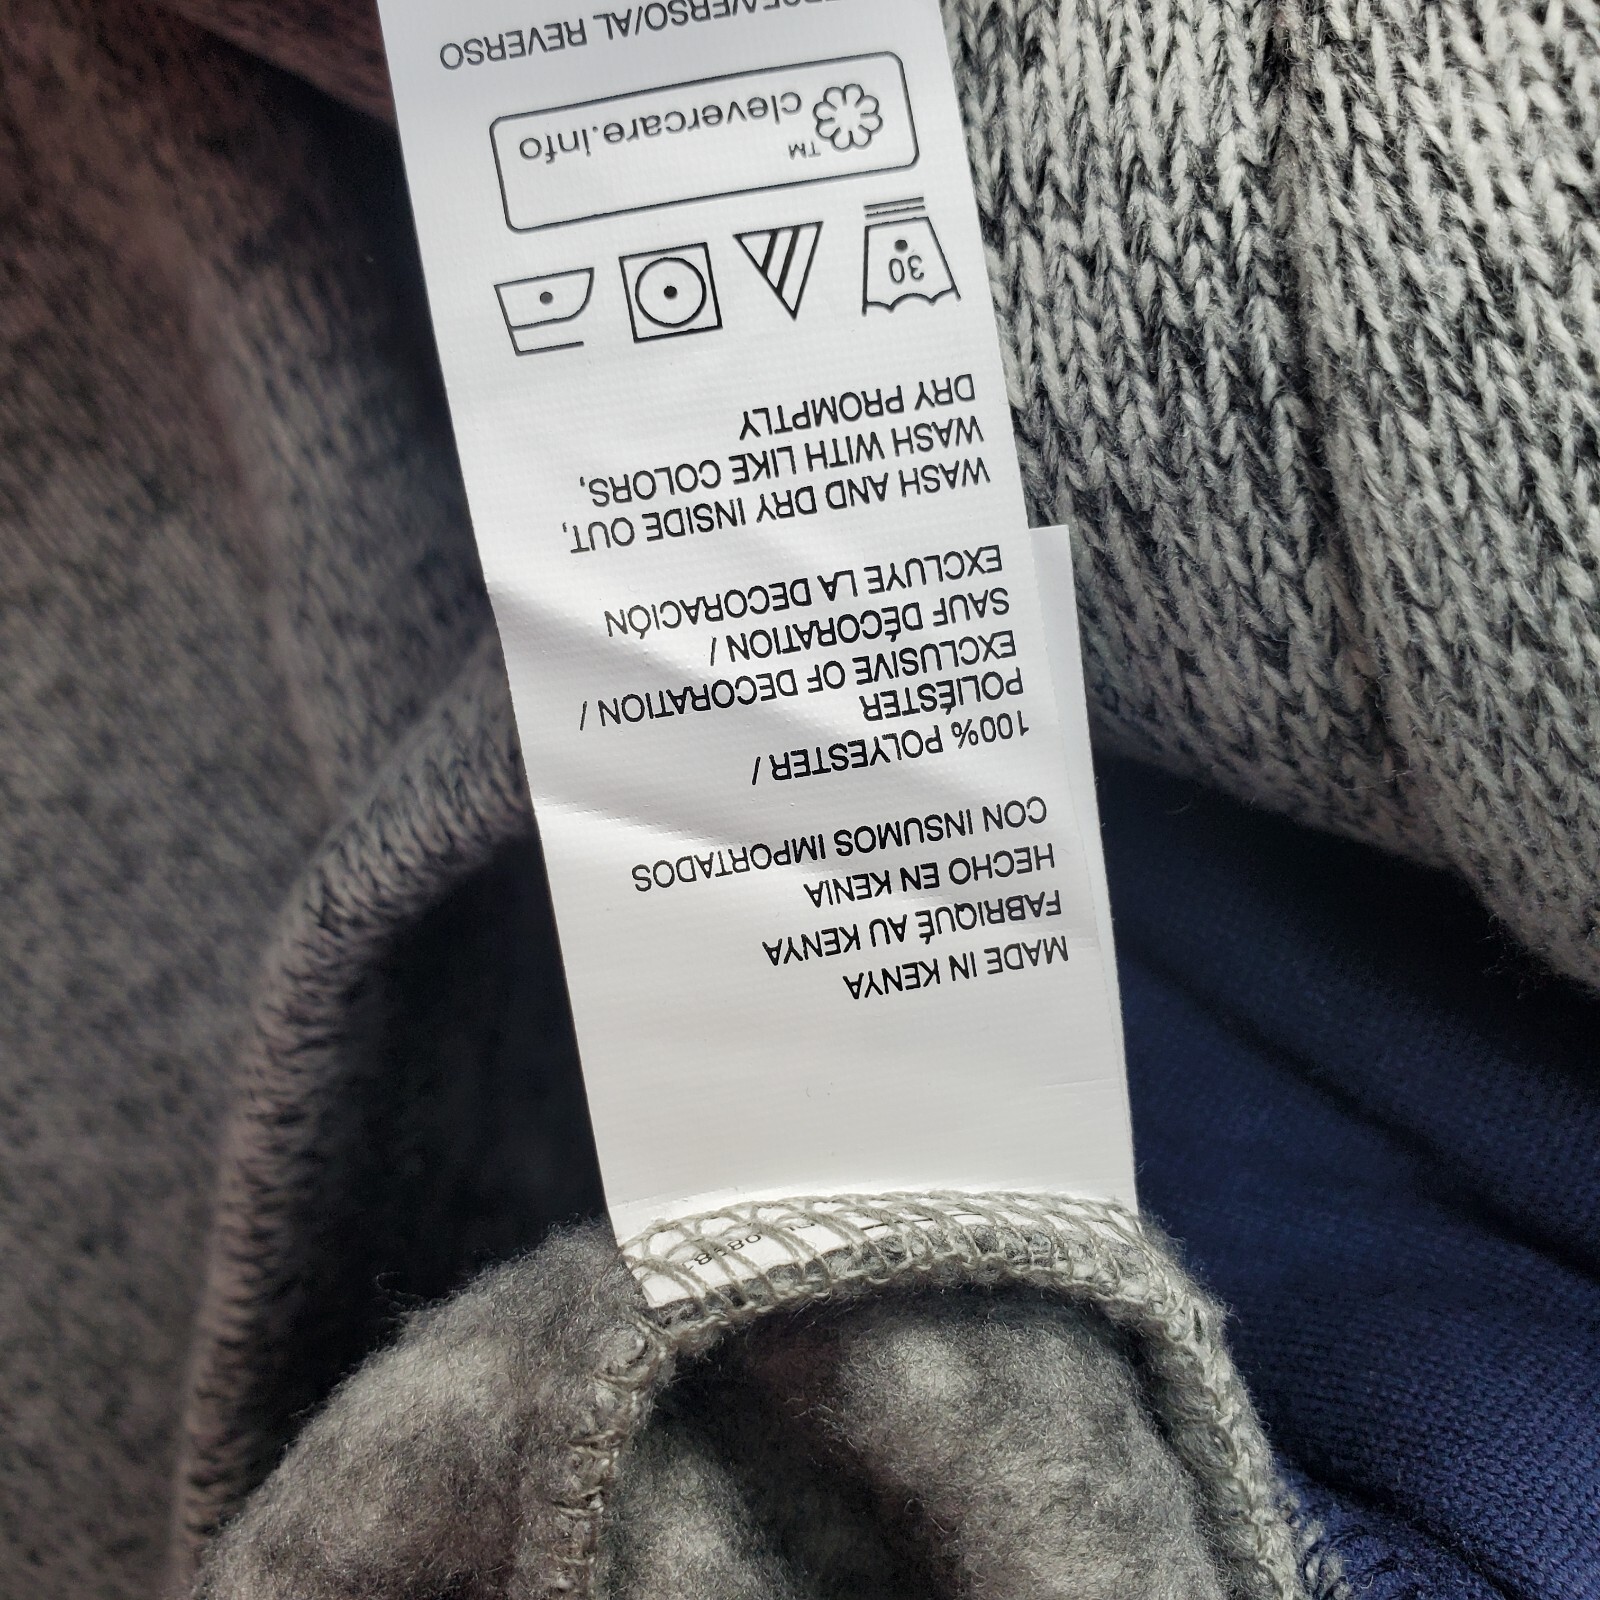 MADE IN KENYA
FABRIQUÉ AU KENYA
HECHO EN KENIA
CON INSUMOS IMPORTADOS
100% POLYESTER /
POLIÉSTER
EXCLUSIVE OF DECORATION /
SAUF DÉCORATION /
EXCLUYE LA DECORACIÓN
WASH AND DRY INSIDE OUT,
WASH WITH LIKE COLORS,
DRY PROMPTLY
30
clevercare.info TM
/AL REVERSO